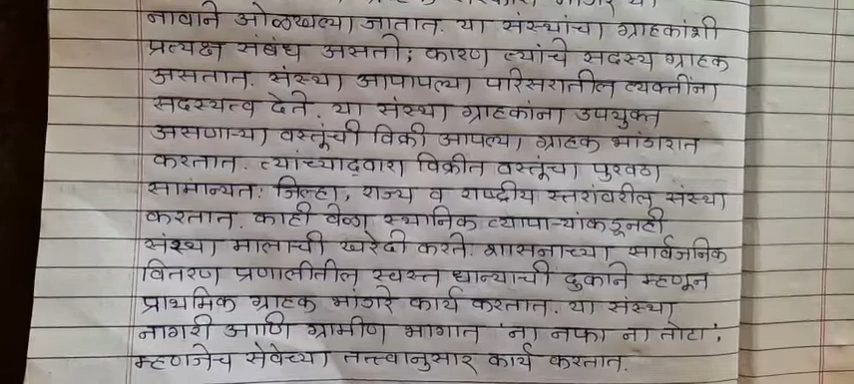 नावाने ओळखल्या जातात. या संस्थांचा ग्राहकांशी
प्रत्यक्ष संबंध असतो; कारण त्यांचे सदस्य ग्राहक
असतात. संस्था आपापल्या परिसरातील व्यक्तींना
सदस्यत्व देते. या संस्था ग्राहकांना उपयुक्त
असणाऱ्या वस्तूंची विक्री आपल्या ग्राहक भांडारात
करतात. त्यांच्याद्वारा विक्रीत वस्तूंचा पुरवठा
सामान्यतः जिल्हा, राज्य व राष्ट्रीय स्तरांवरील संस्था
करतात. काही वेळा स्थानिक व्यापाऱ्यांकडूनही
संस्था मालाची खरेदी करते. शासनाच्या सार्वजनिक
वितरण प्रणालीतील स्वस्त धान्याची दुकाने म्हणून
प्राथमिक ग्राहक भांडारे कार्य करतात. या संस्था
नागरी आणि ग्रामीण भागात 'ना नफा ना तोटा',
म्हणजेच सेवेच्या तत्त्वानुसार कार्य करतात.